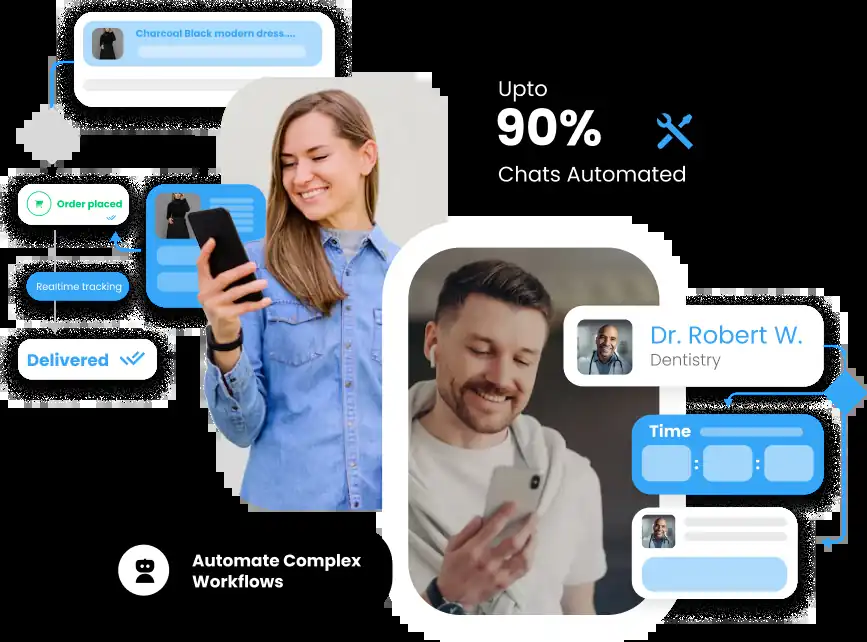 Charcoal Black modern dress....
Upto
90%
Chats Automated
Order placed
Realtime tracking
Delivered
Dr. Robert W.
Dentistry
Time
:
:
Automate Complex
Workflows